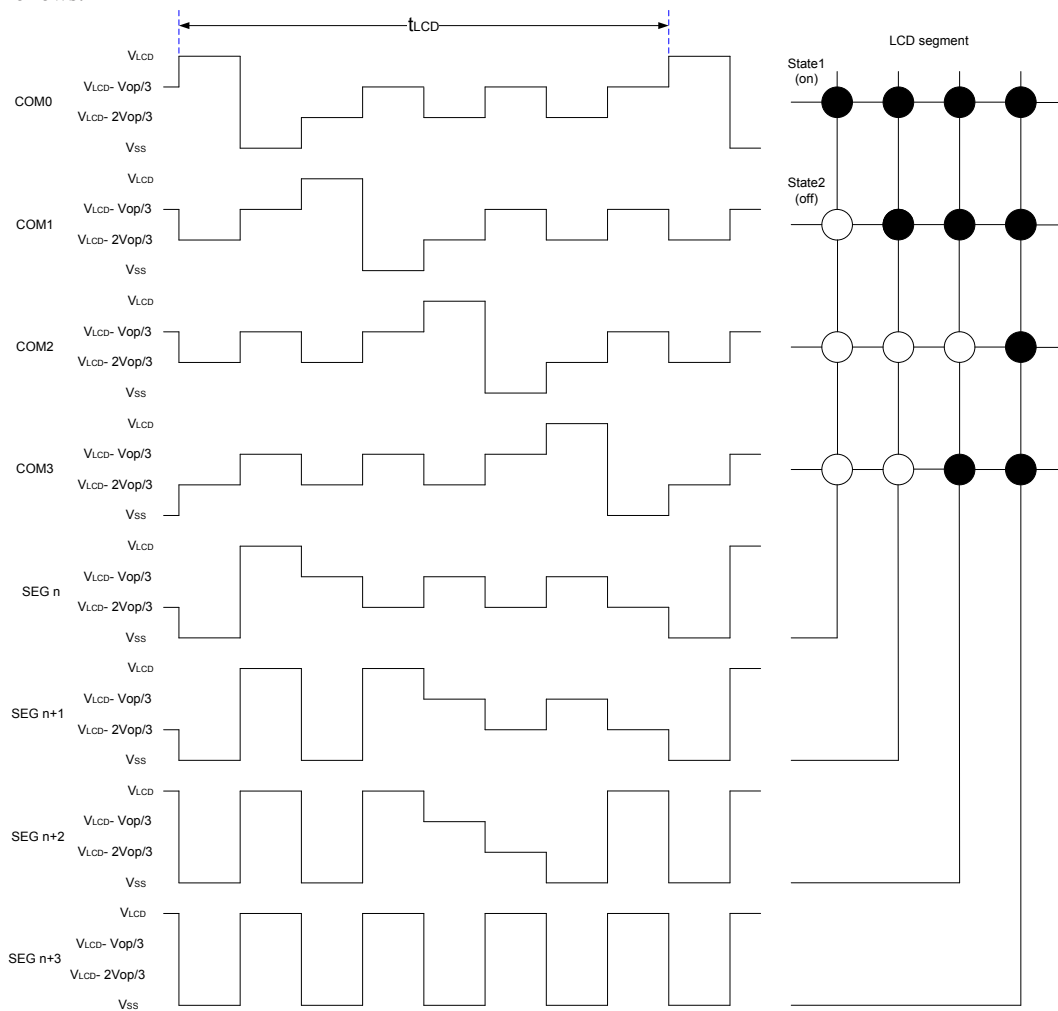 tLCD
LCD segment
State1
(on)
COM0
VLCD
VLCD- Vop/3
VLCD- 2Vop/3
Vss
State2
(off)
COM1
VLCD
VLCD- Vop/3
VLCD- 2Vop/3
Vss
COM2
VLCD
VLCD- Vop/3
VLCD- 2Vop/3
Vss
COM3
VLCD
VLCD- Vop/3
VLCD- 2Vop/3
Vss
SEG n
VLCD
VLCD- Vop/3
VLCD- 2Vop/3
Vss
SEG n+1
VLCD
VLCD- Vop/3
VLCD- 2Vop/3
Vss
SEG n+2
VLCD
VLCD- Vop/3
VLCD- 2Vop/3
Vss
SEG n+3
VLCD
VLCD- Vop/3
VLCD- 2Vop/3
Vss